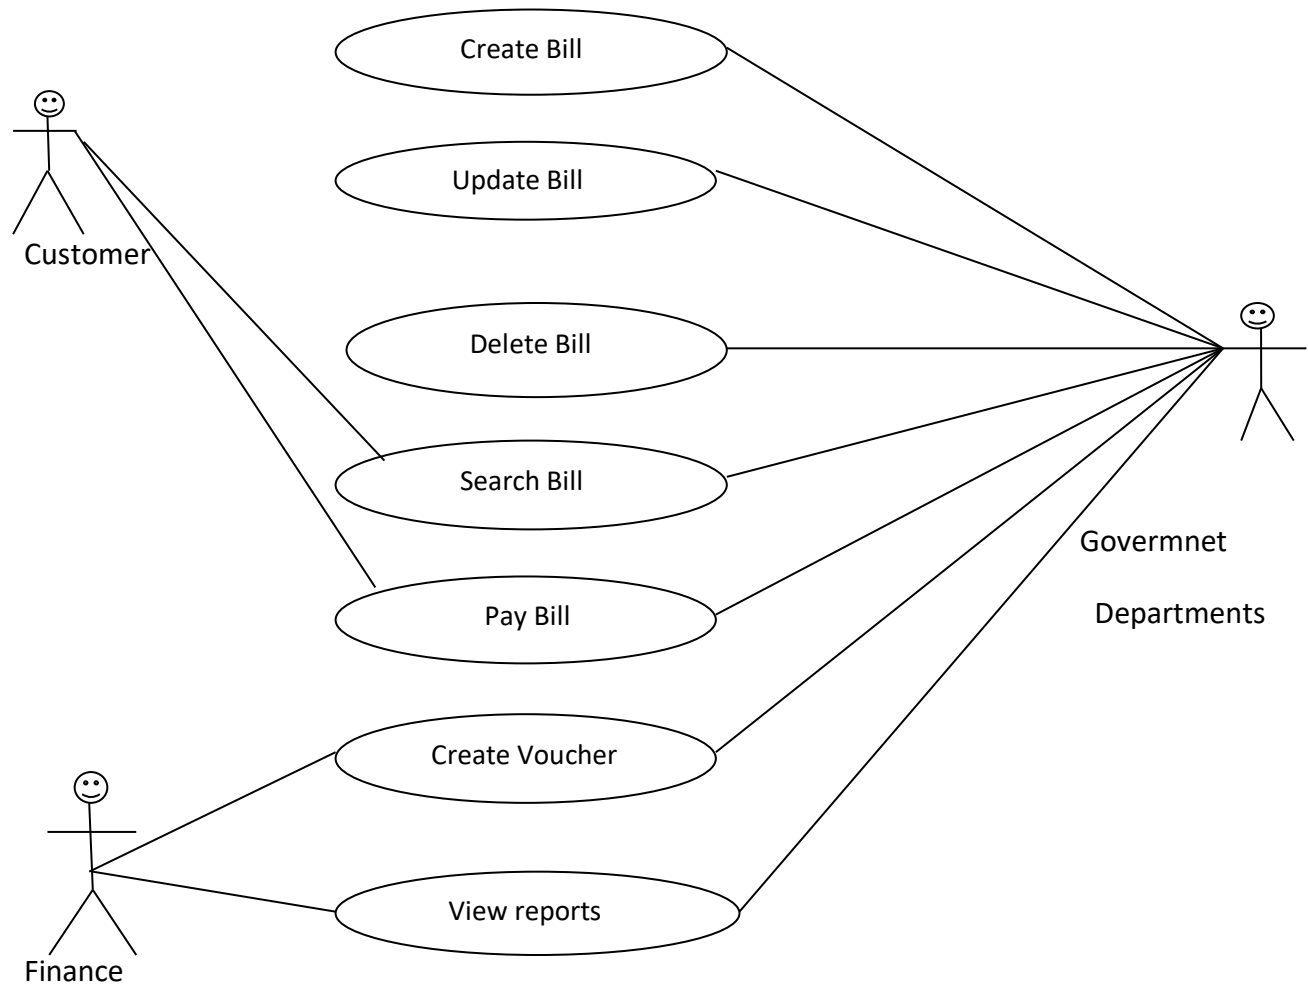 Create Bill
Update Bill
Customer
Delete Bill
Search Bill
Govermnet
Departments
Pay Bill
Create Voucher
View reports
Finance